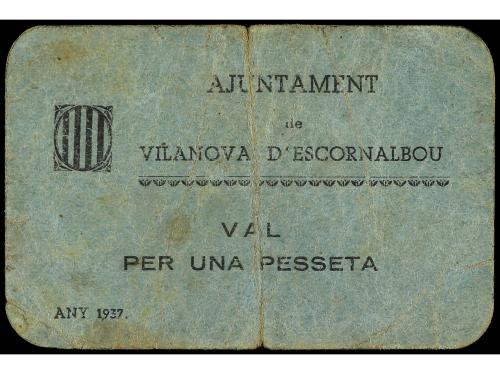 AJUNTAMENT
de
VILANOVA D'ESCORNALBOU
VAL
PER UNA PESSETA
ANY 1937.